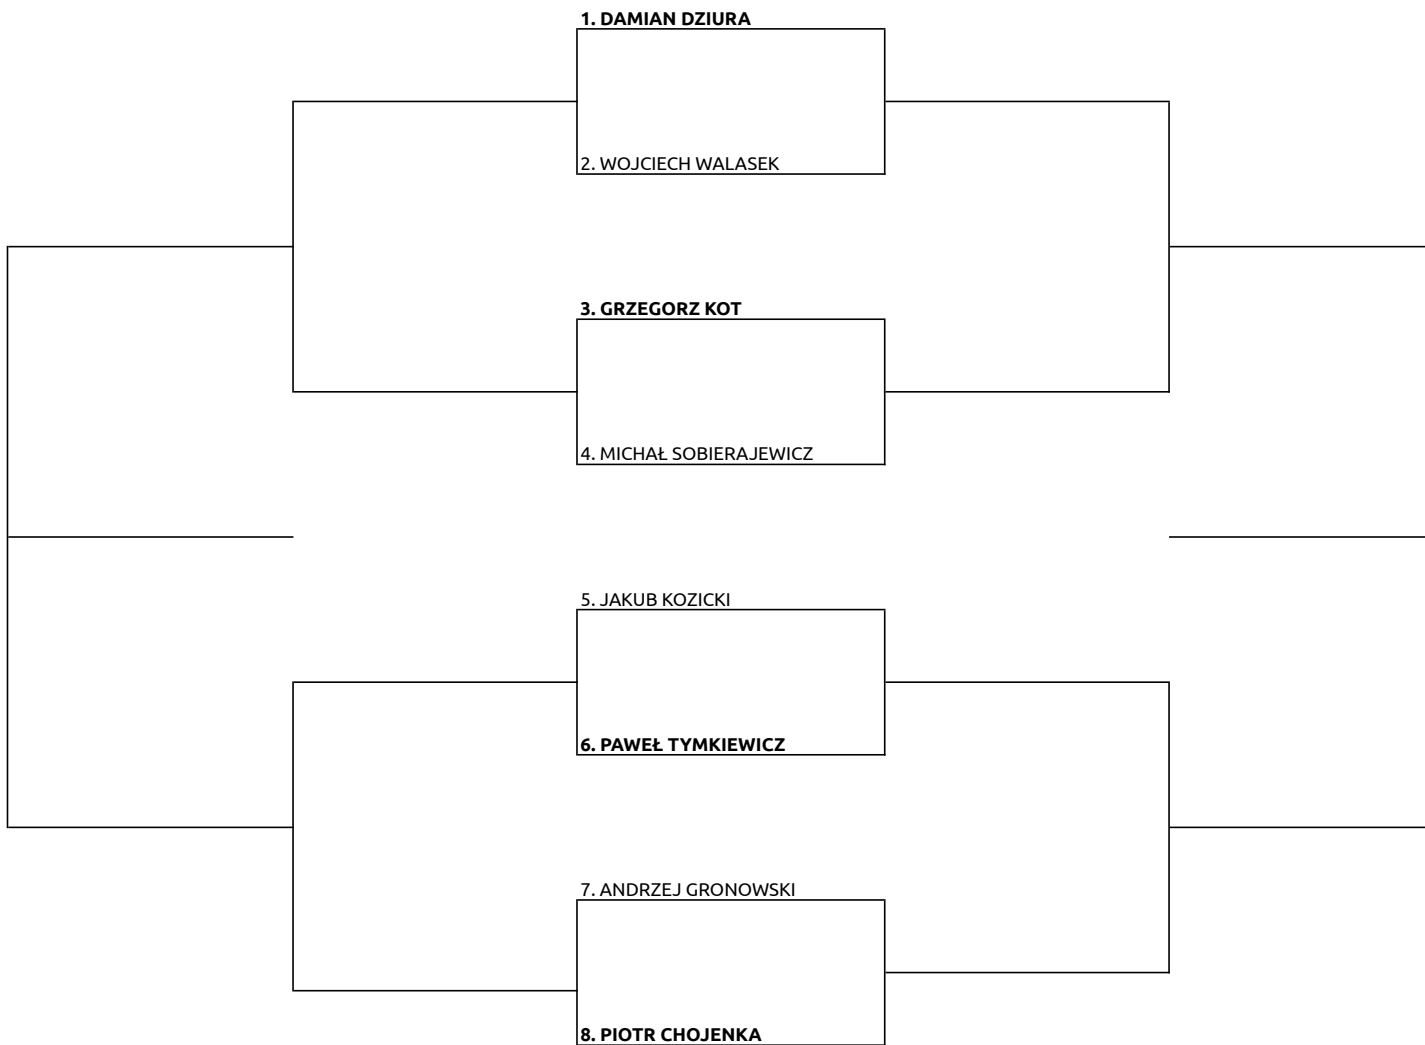 1. DAMIAN DZIURA
2. WOJCIECH WALASEK
3. GRZEGORZ KOT
4. MICHAŁ SOBIERAJEWICZ
5. JAKUB KOZICKI
6. PAWEŁ TYMKIEWICZ
7. ANDRZEJ GRONOWSKI
8. PIOTR CHOJENKA